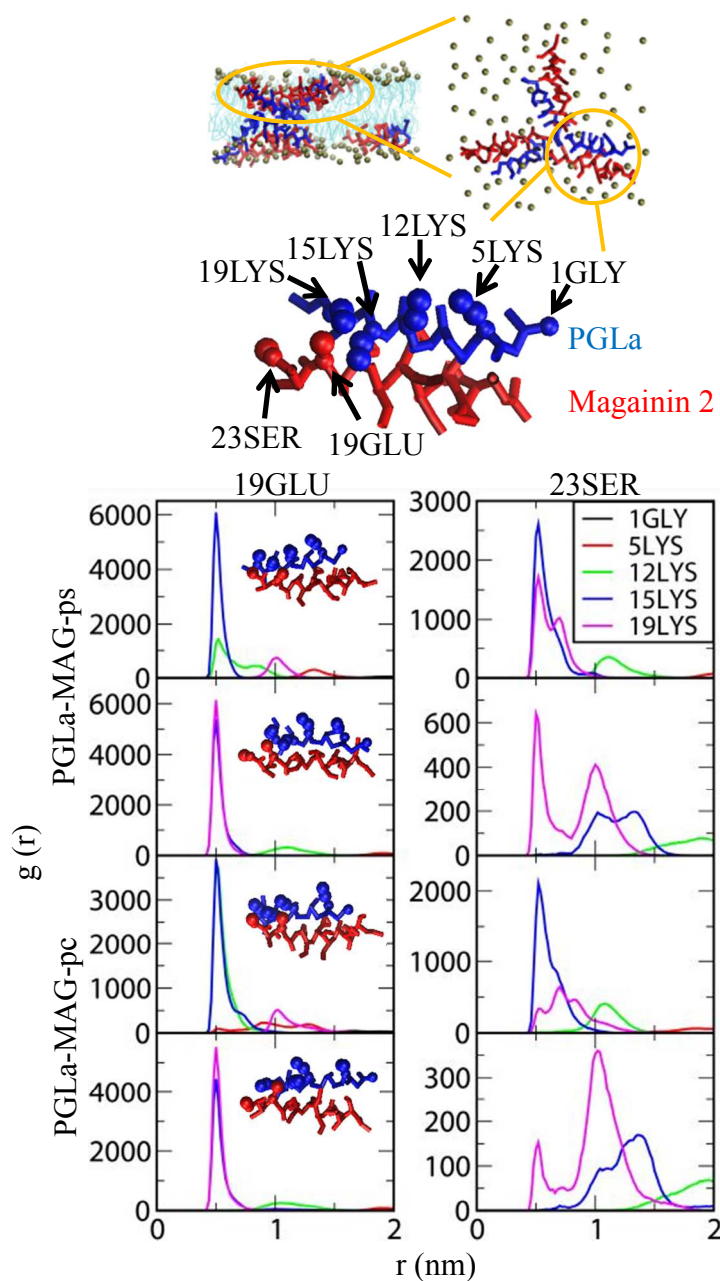 12LYS
15LYS
5LYS
19LYS
1GLY
PGLa
Magainin 2
23SER
19GLU
19GLU
23SER
PGLa-MAG-ps
PGLa-MAG-pc
g (r)
6000
4000
2000
0
3000
2000
1000
0
1GLY
5LYS
12LYS
15LYS
19LYS
6000
4000
2000
0
600
400
200
0
3000
2000
1000
0
2000
1000
0
4000
2000
0
300
200
100
0
0
1
2
0
1
2
r (nm)